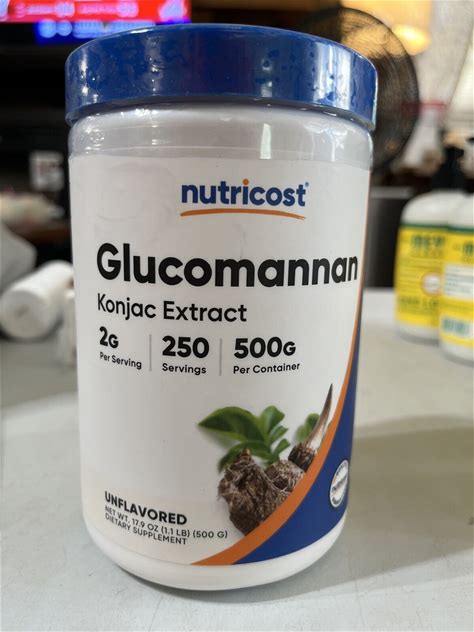 nutricost®
Glucomannan
Konjac Extract
2G
Per Serving
250
Servings
500G
Per Container
UNFLAVORED
NET WT. 17.9 OZ (1.1 LB) (500 G)
DIETARY SUPPLEMENT